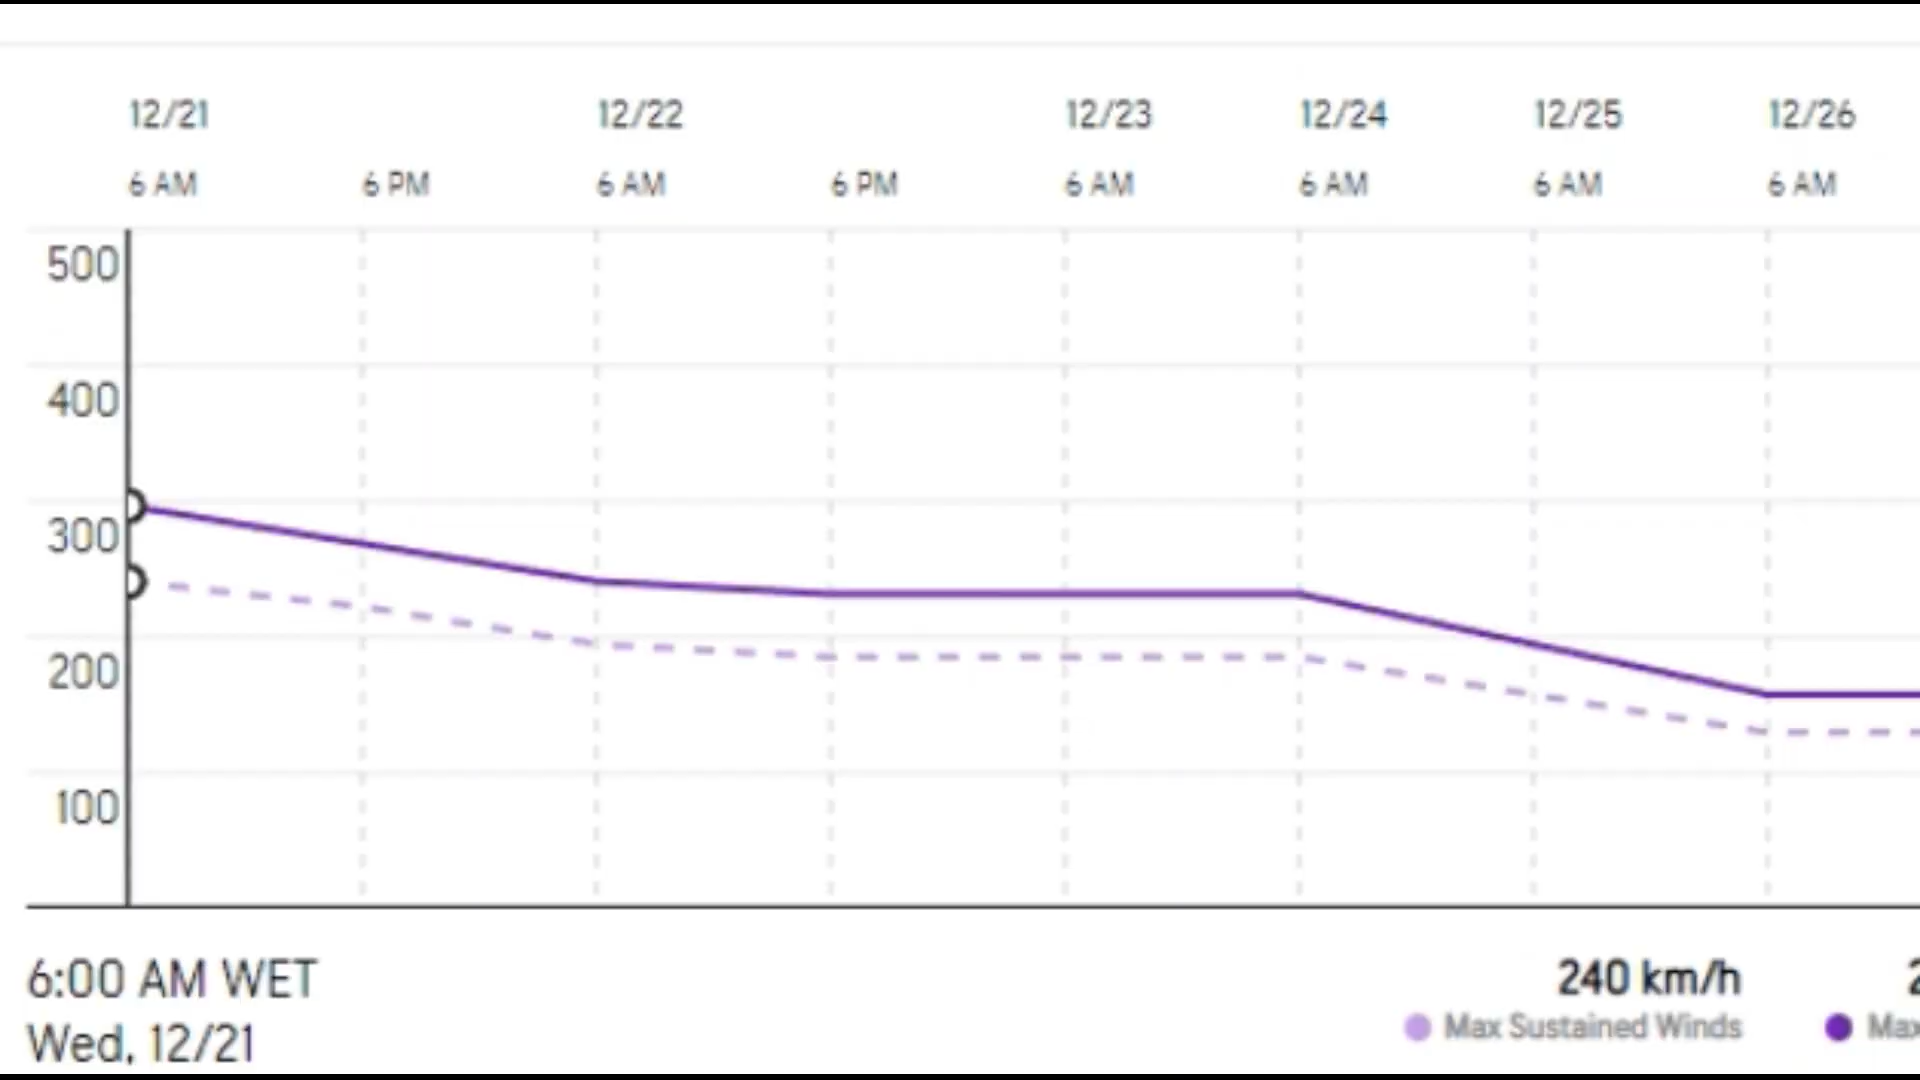 12/21 12/22 12/23 12/24 12/25 12/26
6 AM 6 PM 6 AM 6 PM 6 AM 6 AM 6 AM 6 AM
500
400
300
200
100
6:00 AM WET
240 km/h
Max Sustained Winds
Max
Wed, 12/21